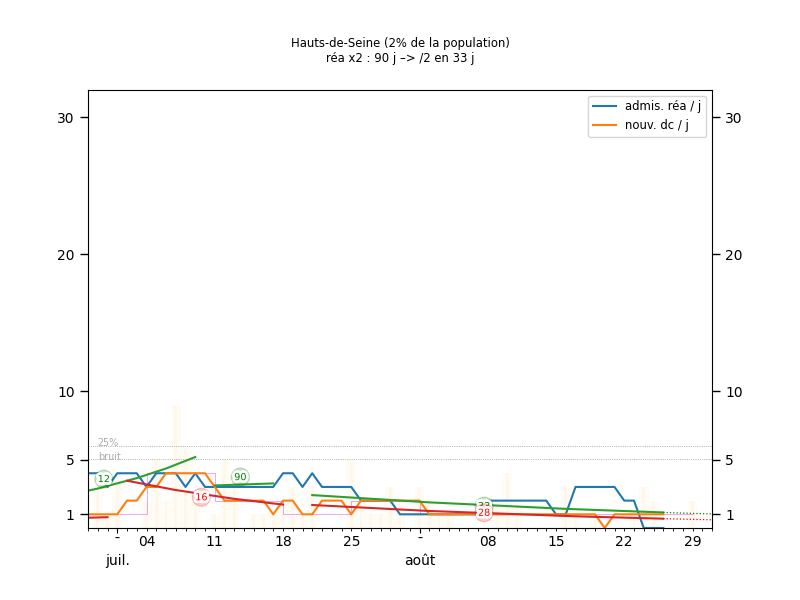 Hauts-de-Seine (2% de la population)
réa x2 : 90 j –> /2 en 33 j
admis. réa / j
nouv. dc / j
30
30
20
20
10
10
25%
bruit
5
5
12
90
16
33
28
1
1
- 04 11 18 25 - 08 15 22 29
juil. août